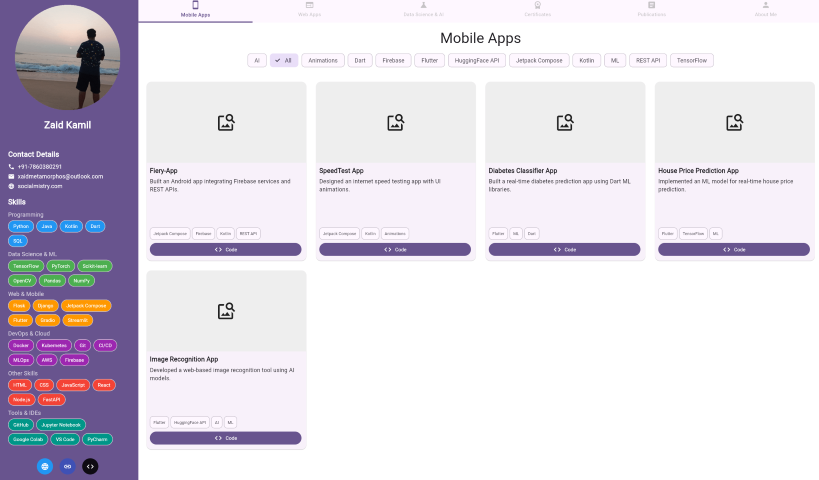 Zaid Kamil
Contact Details
+91-7860380291
xaidmetamorphos@outlook.com
socialmistry.com
Skills
Programming
Python Java Kotlin Dart
SQL
Data Science & ML
TensorFlow PyTorch Scikit-learn
OpenCV Pandas NumPy
Web & Mobile
Flask Django Jetpack Compose
Flutter Gradio Streamlit
DevOps & Cloud
Docker Kubernetes Git CI/CD
MLOps AWS Firebase
Other Skills
HTML CSS JavaScript React
Node.js FastAPI
Tools & IDEs
GitHub Jupyter Notebook
Google Colab VS Code PyCharm
Mobile Apps Web Apps Data Science & AI Certificates Publications About Me
Mobile Apps
AI All Animations Dart Firebase Flutter HuggingFace API Jetpack Compose Kotlin ML REST API TensorFlow
Fiery-App
Built an Android app integrating Firebase services and
REST APIs.
Jetpack Compose Firebase Kotlin REST API
Code
SpeedTest App
Designed an internet speed testing app with UI
animations.
Jetpack Compose Kotlin Animations
Code
Diabetes Classifier App
Built a real-time diabetes prediction app using Dart ML
libraries.
Flutter ML Dart
Code
House Price Prediction App
Implemented an ML model for real-time house price
prediction.
Flutter TensorFlow ML
Code
Image Recognition App
Developed a web-based image recognition tool using AI
models.
Flutter HuggingFace API AI ML
Code